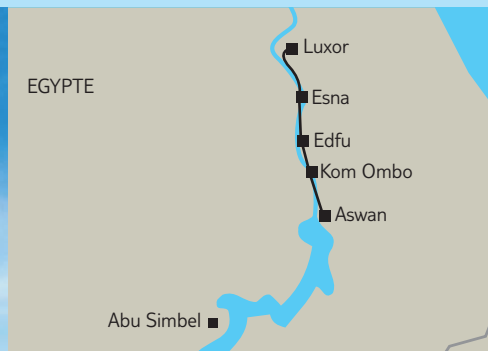 Luxor
EGYPTE
Esna
Edfu
Kom Ombo
Aswan
Abu Simbel